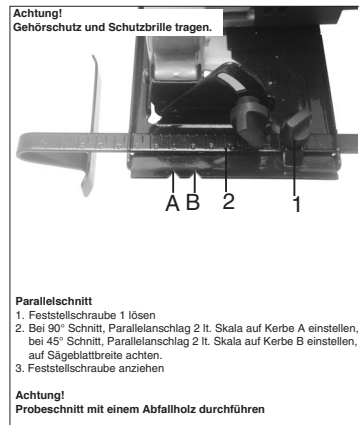 Achtung!
Gehörschutz und Schutzbrille tragen.
A B 2 1
Parallelschnitt
1. Feststellschraube 1 lösen
2. Bei 90° Schnitt, Parallelanschlag 2 lt. Skala auf Kerbe A einstellen,
bei 45° Schnitt, Parallelanschlag 2 lt. Skala auf Kerbe B einstellen,
auf Sägeblattbreite achten.
3. Feststellschraube anziehen
Achtung!
Probeschnitt mit einem Abfallholz durchführen